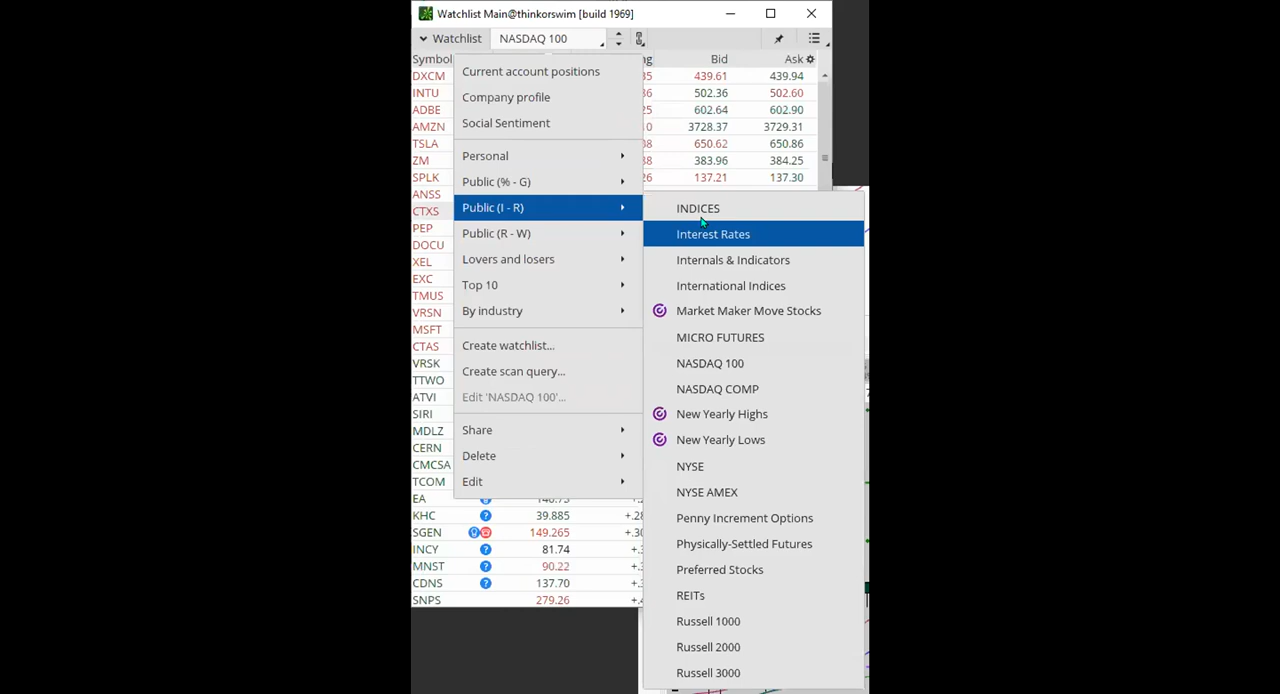 Watchlist Main@thinkorswim [build 1969]
Watchlist NASDAQ 100
Symbol Bid Ask
DXCM 439.61 439.94
INTU 502.36 502.60
ADBE 602.64 602.90
AMZN 3728.37 3729.31
TSLA 650.62 650.86
ZM 383.96 384.25
SPLK 137.21 137.30
ANSS
CTXS
PEP
DOCU
XEL
EXC
TMUS
VRSN
MSFT
CTAS
VRSK
TTWO
ATVI
SIRI
MDLZ
CERN
CMCSA
TCOM
EA
KHC 39.885
SGEN 149.265
INCY 81.74
MNST 90.22
CDNS 137.70
SNPS 279.26
Current account positions
Company profile
Social Sentiment
Personal
Public (% - G)
Public (I - R)
Public (R - W)
Lovers and losers
Top 10
By industry
Create watchlist...
Create scan query...
Edit 'NASDAQ 100'...
Share
Delete
Edit
INDICES
Interest Rates
Internals & Indicators
International Indices
Market Maker Move Stocks
MICRO FUTURES
NASDAQ 100
NASDAQ COMP
New Yearly Highs
New Yearly Lows
NYSE
NYSE AMEX
Penny Increment Options
Physically-Settled Futures
Preferred Stocks
REITs
Russell 1000
Russell 2000
Russell 3000